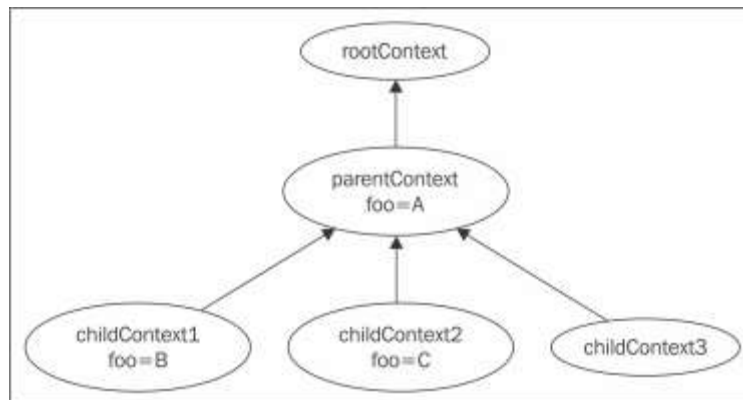 rootContext
parentContext
foo=A
childContext1
foo=B
childContext2
foo=C
childContext3